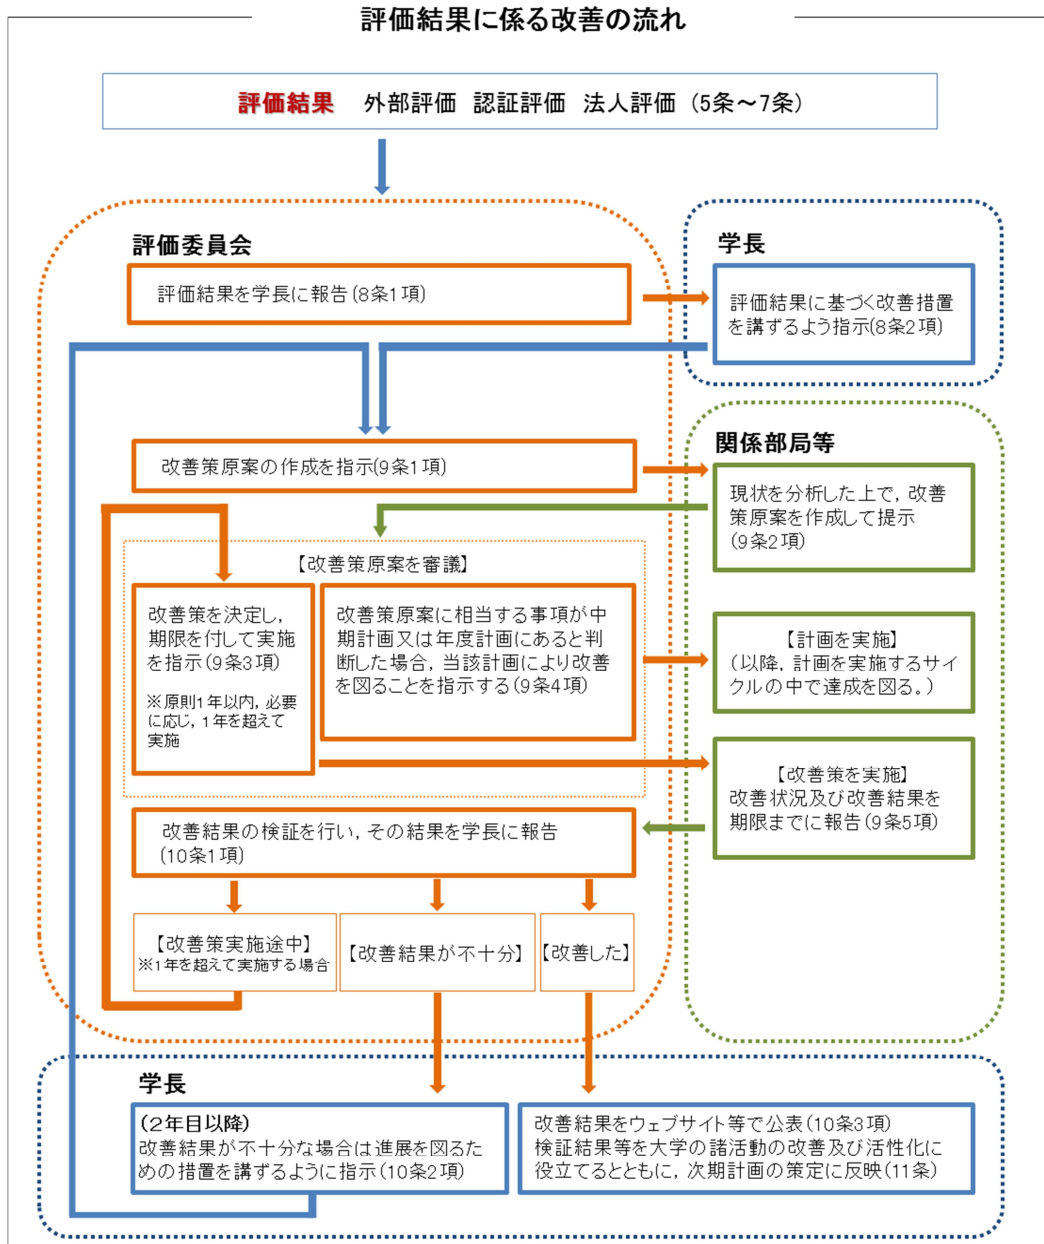 評価結果に係る改善の流れ
評価結果 外部評価 認証評価 法人評価 (5条～7条)
評価委員会
評価結果を学長に報告(8条1項)
学長
評価結果に基づく改善措置
を講ずるよう指示(8条2項)
改善策原案の作成を指示(9条1項)
関係部局等
現状を分析した上で，改善
策原案を作成して提示
(9条2項)
【改善策原案を審議】
改善策を決定し，
期限を付して実施
を指示(9条3項)
※原則1年以内，必要
に応じ，1年を超えて
実施
改善策原案に相当する事項が中
期計画又は年度計画にあると判
断した場合，当該計画により改善
を図ることを指示する(9条4項)
【計画を実施】
(以降，計画を実施するサイ
クルの中で達成を図る。)
【改善策を実施】
改善状況及び改善結果を
期限までに報告(9条5項)
改善結果の検証を行い，その結果を学長に報告
(10条1項)
【改善策実施途中】
※1年を超えて実施する場合
【改善結果が不十分】
【改善した】
学長
(2年目以降)
改善結果が不十分な場合は進展を図るた
めの措置を講ずるように指示(10条2項)
改善結果をウェブサイト等で公表(10条3項)
検証結果等を大学の諸活動の改善及び活性化に
役立てるとともに，次期計画の策定に反映(11条)